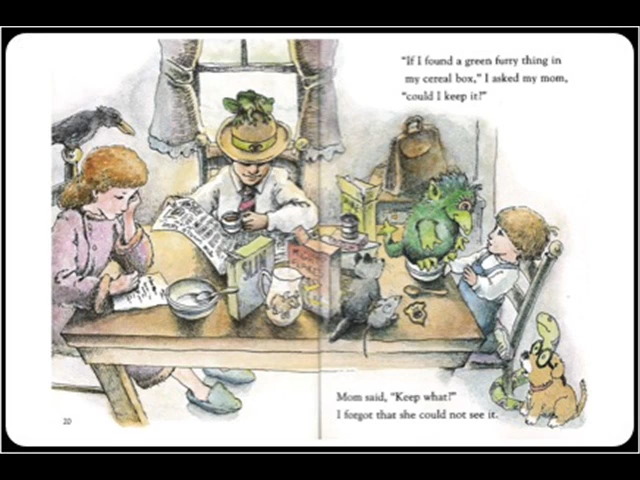 "If I found a green furry thing in
my cereal box," I asked my mom,
"could I keep it?"
Mom said, "Keep what?"
I forgot that she could not see it.
20